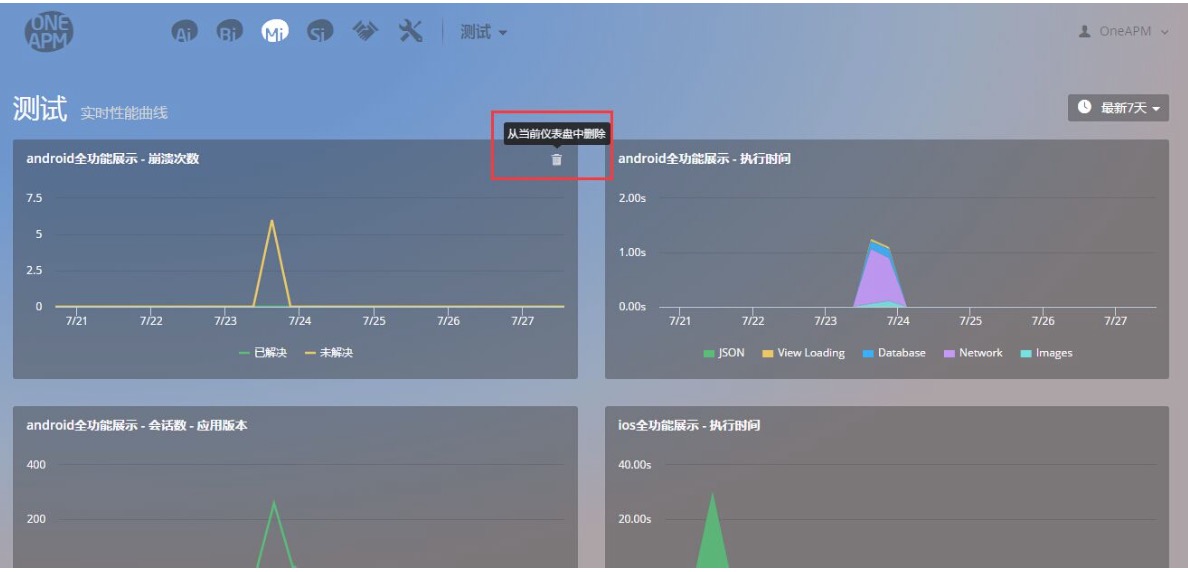 ONE
APM
Ai
Bi
Mi
Si
测试
OneAPM
测试 实时性能曲线
最新7天
从当前仪表盘中删除
android全功能展示 - 崩溃次数
7.5
5
2.5
0
7/21 7/22 7/23 7/24 7/25 7/26 7/27
已解决 未解决
android全功能展示 - 执行时间
2.00s
1.00s
0.00s
7/21 7/22 7/23 7/24 7/25 7/26 7/27
JSON View Loading Database Network Images
android全功能展示 - 会话数 - 应用版本
400
200
ios全功能展示 - 执行时间
40.00s
20.00s